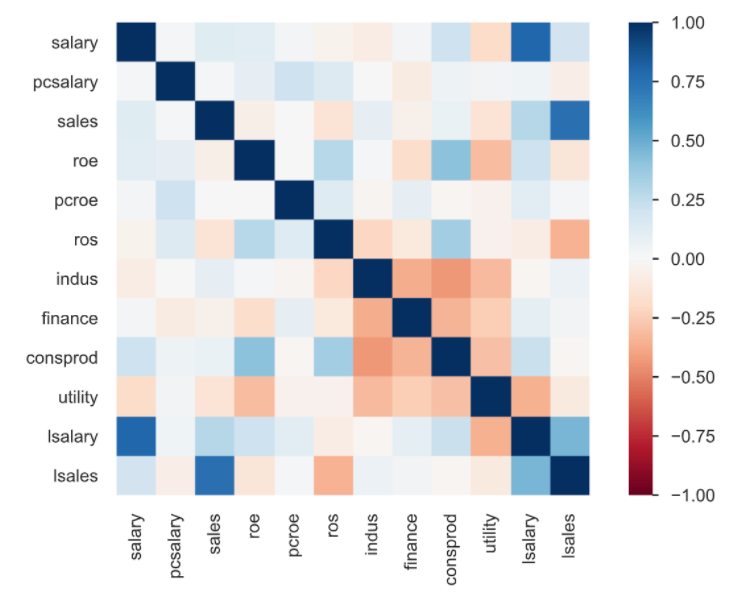 salary
pcsalary
sales
roe
pcroe
ros
indus
finance
consprod
utility
lsalary
lsales
salary
pcsalary
sales
roe
pcroe
ros
indus
finance
consprod
utility
lsalary
lsales
1.00
0.75
0.50
0.25
0.00
−0.25
−0.50
−0.75
−1.00